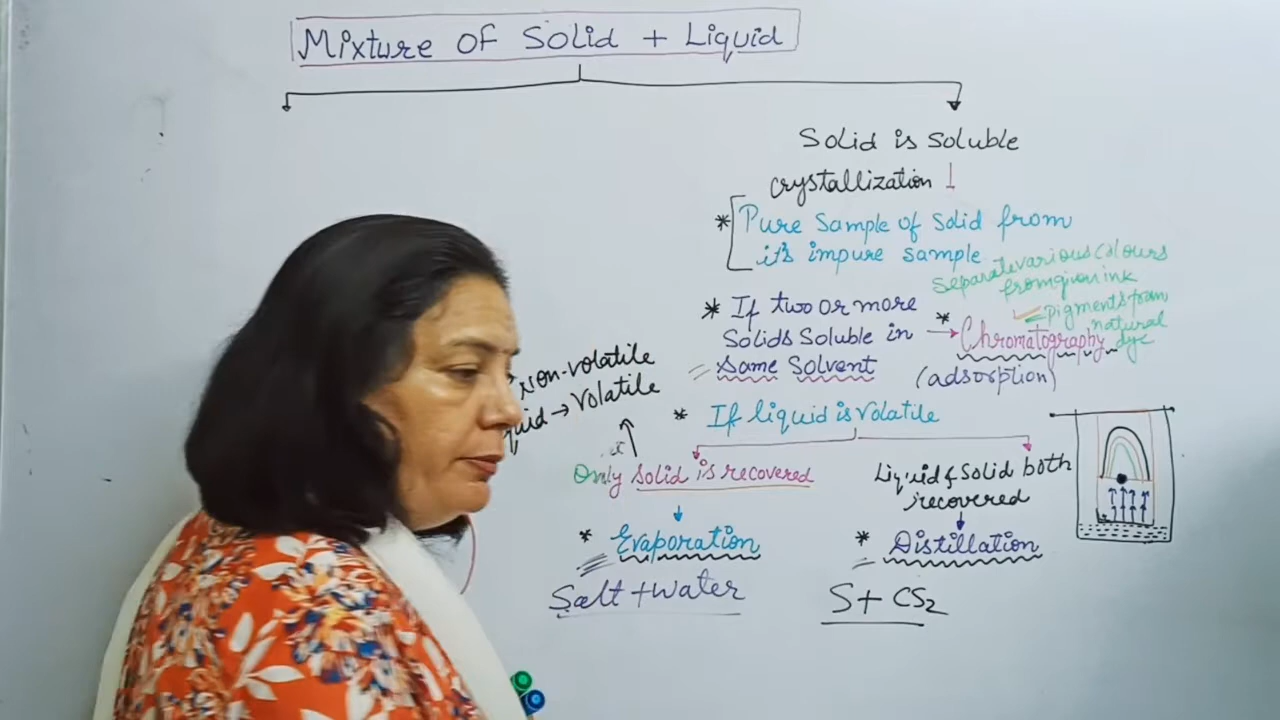 Mixture of Solid + Liquid
Solid is soluble
crystallization
* Pure sample of solid from
it's impure sample
Separate various colours
from given ink
pigments from
natural
dye
* If two or more
Solids soluble in
same solvent
* Chromatography
(adsorption)
non-volatile
quid → volatile
* If liquid is volatile
Only solid is recovered
* Evaporation
Salt + water
Liquid & solid both
recovered
* Distillation
S + CS2